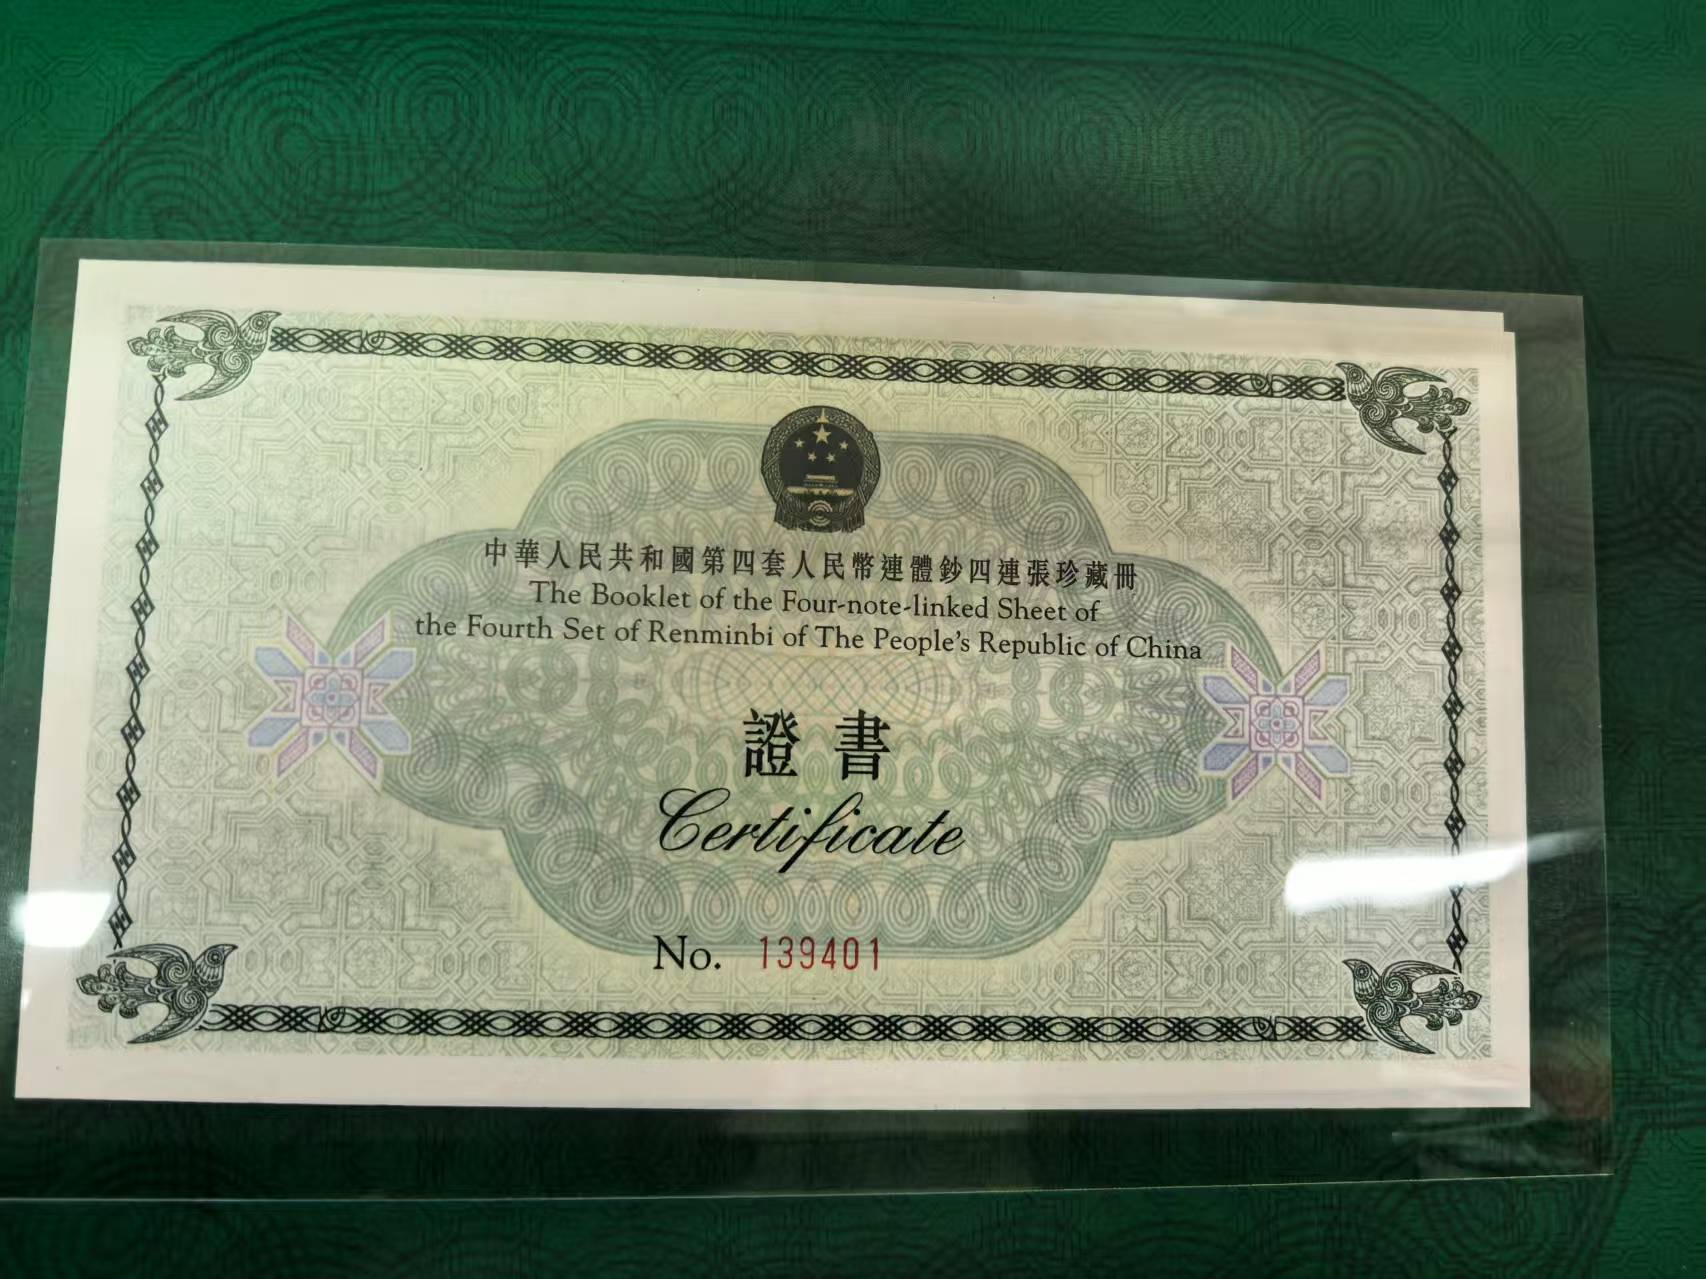 中華人民共和國第四套人民幣連體鈔四連張珍藏冊
The Booklet of the Four-note-linked Sheet of
the Fourth Set of Renminbi of The People's Republic of China
證書
Certificate
No. 139401